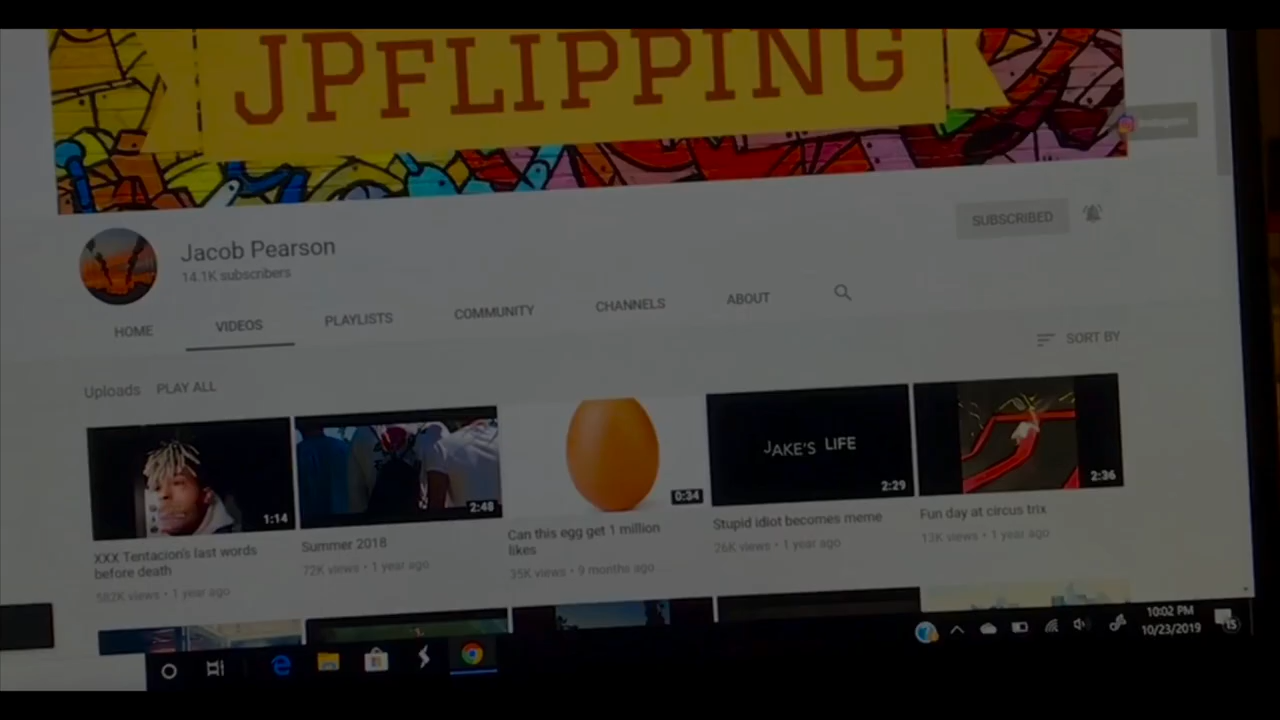 JPFLIPPING
Jacob Pearson
14.1K subscribers
SUBSCRIBED
HOME VIDEOS PLAYLISTS COMMUNITY CHANNELS ABOUT
SORT BY
Uploads PLAY ALL
1:14
2:48
0:34
JAKE'S LIFE
2:29
2:36
XXX Tentacion's last words
before death
582K views • 1 year ago
Summer 2018
72K views • 1 year ago
Can this egg get 1 million
likes
35K views • 9 months ago
Stupid idiot becomes meme
26K views • 1 year ago
Fun day at circus trix
13K views • 1 year ago
10:02 PM
10/23/2019
15